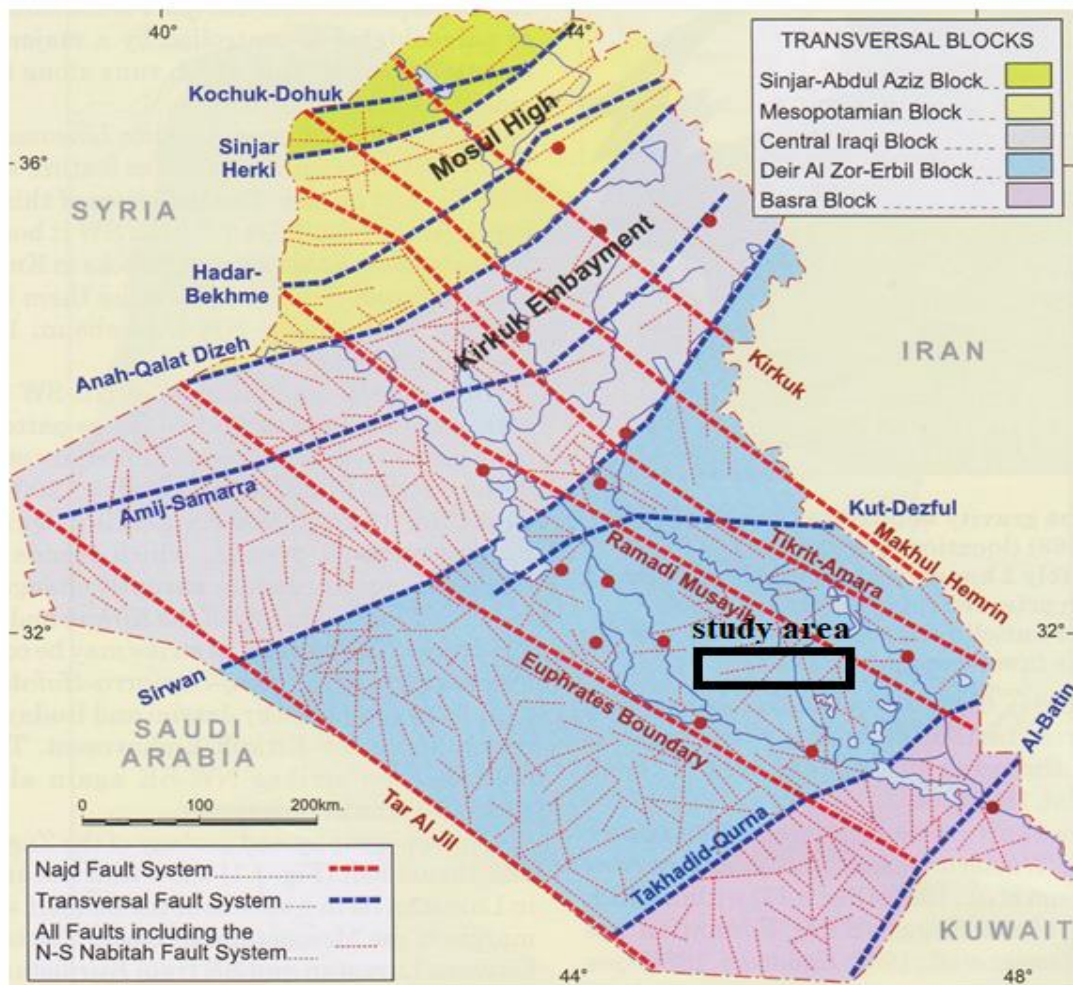 40°
44°
TRANSVERSAL BLOCKS
Sinjar-Abdul Aziz Block
Mesopotamian Block
Central Iraqi Block
Deir Al Zor-Erbil Block
Basra Block
Kochuk-Dohuk
Mosul High
36°
Sinjar
Herki
SYRIA
Hadar-
Bekhme
Kirkuk Embayment
IRAN
Anah-Qalat Dizeh
Kirkuk
Amij-Samarra
Kut-Dezful
Makhul Hemrin
Tikrit-Amara
Ramadi Musayib
32°
study area
32°
Sirwan
Euphrates Boundary
Al-Batin
SAUDI
ARABIA
0 100 200km.
Tar Al Jil
Takhadid-Qurna
Najd Fault System
Transversal Fault System
All Faults including the
N-S Nabitah Fault System
KUWAIT
44°
48°